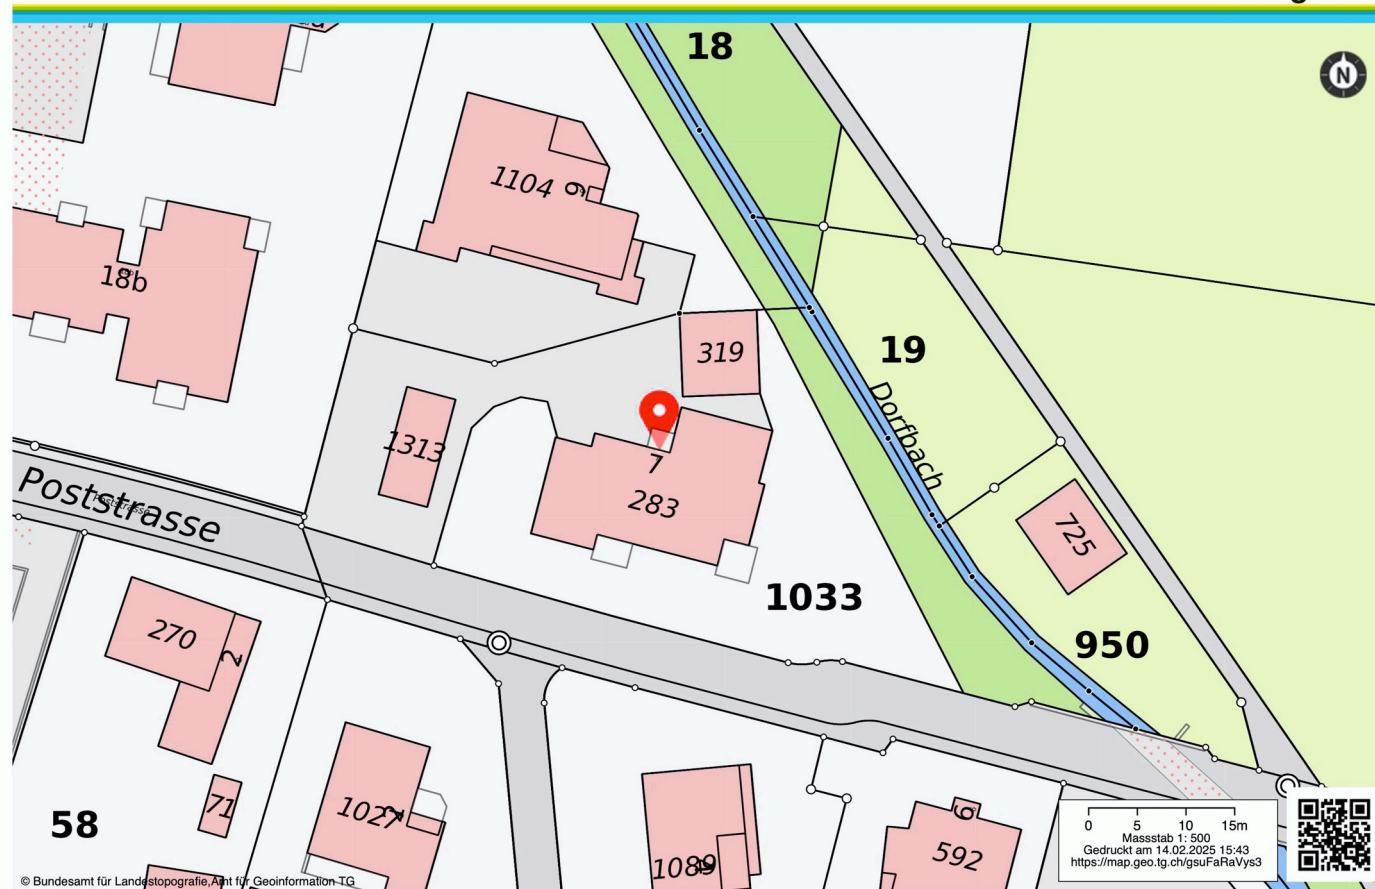 18
1104
9
18b
319
19
Dorfbach
1313
7
283
725
Poststrasse
Poststrasse
1033
950
270
2
71
1027
58
1089
9
592
N
0 5 10 15m
Massstab 1: 500
Gedruckt am 14.02.2025 15:43
https://map.geo.tg.ch/gsuFaRaVys3
© Bundesamt für Landestopografie,Amt für Geoinformation TG